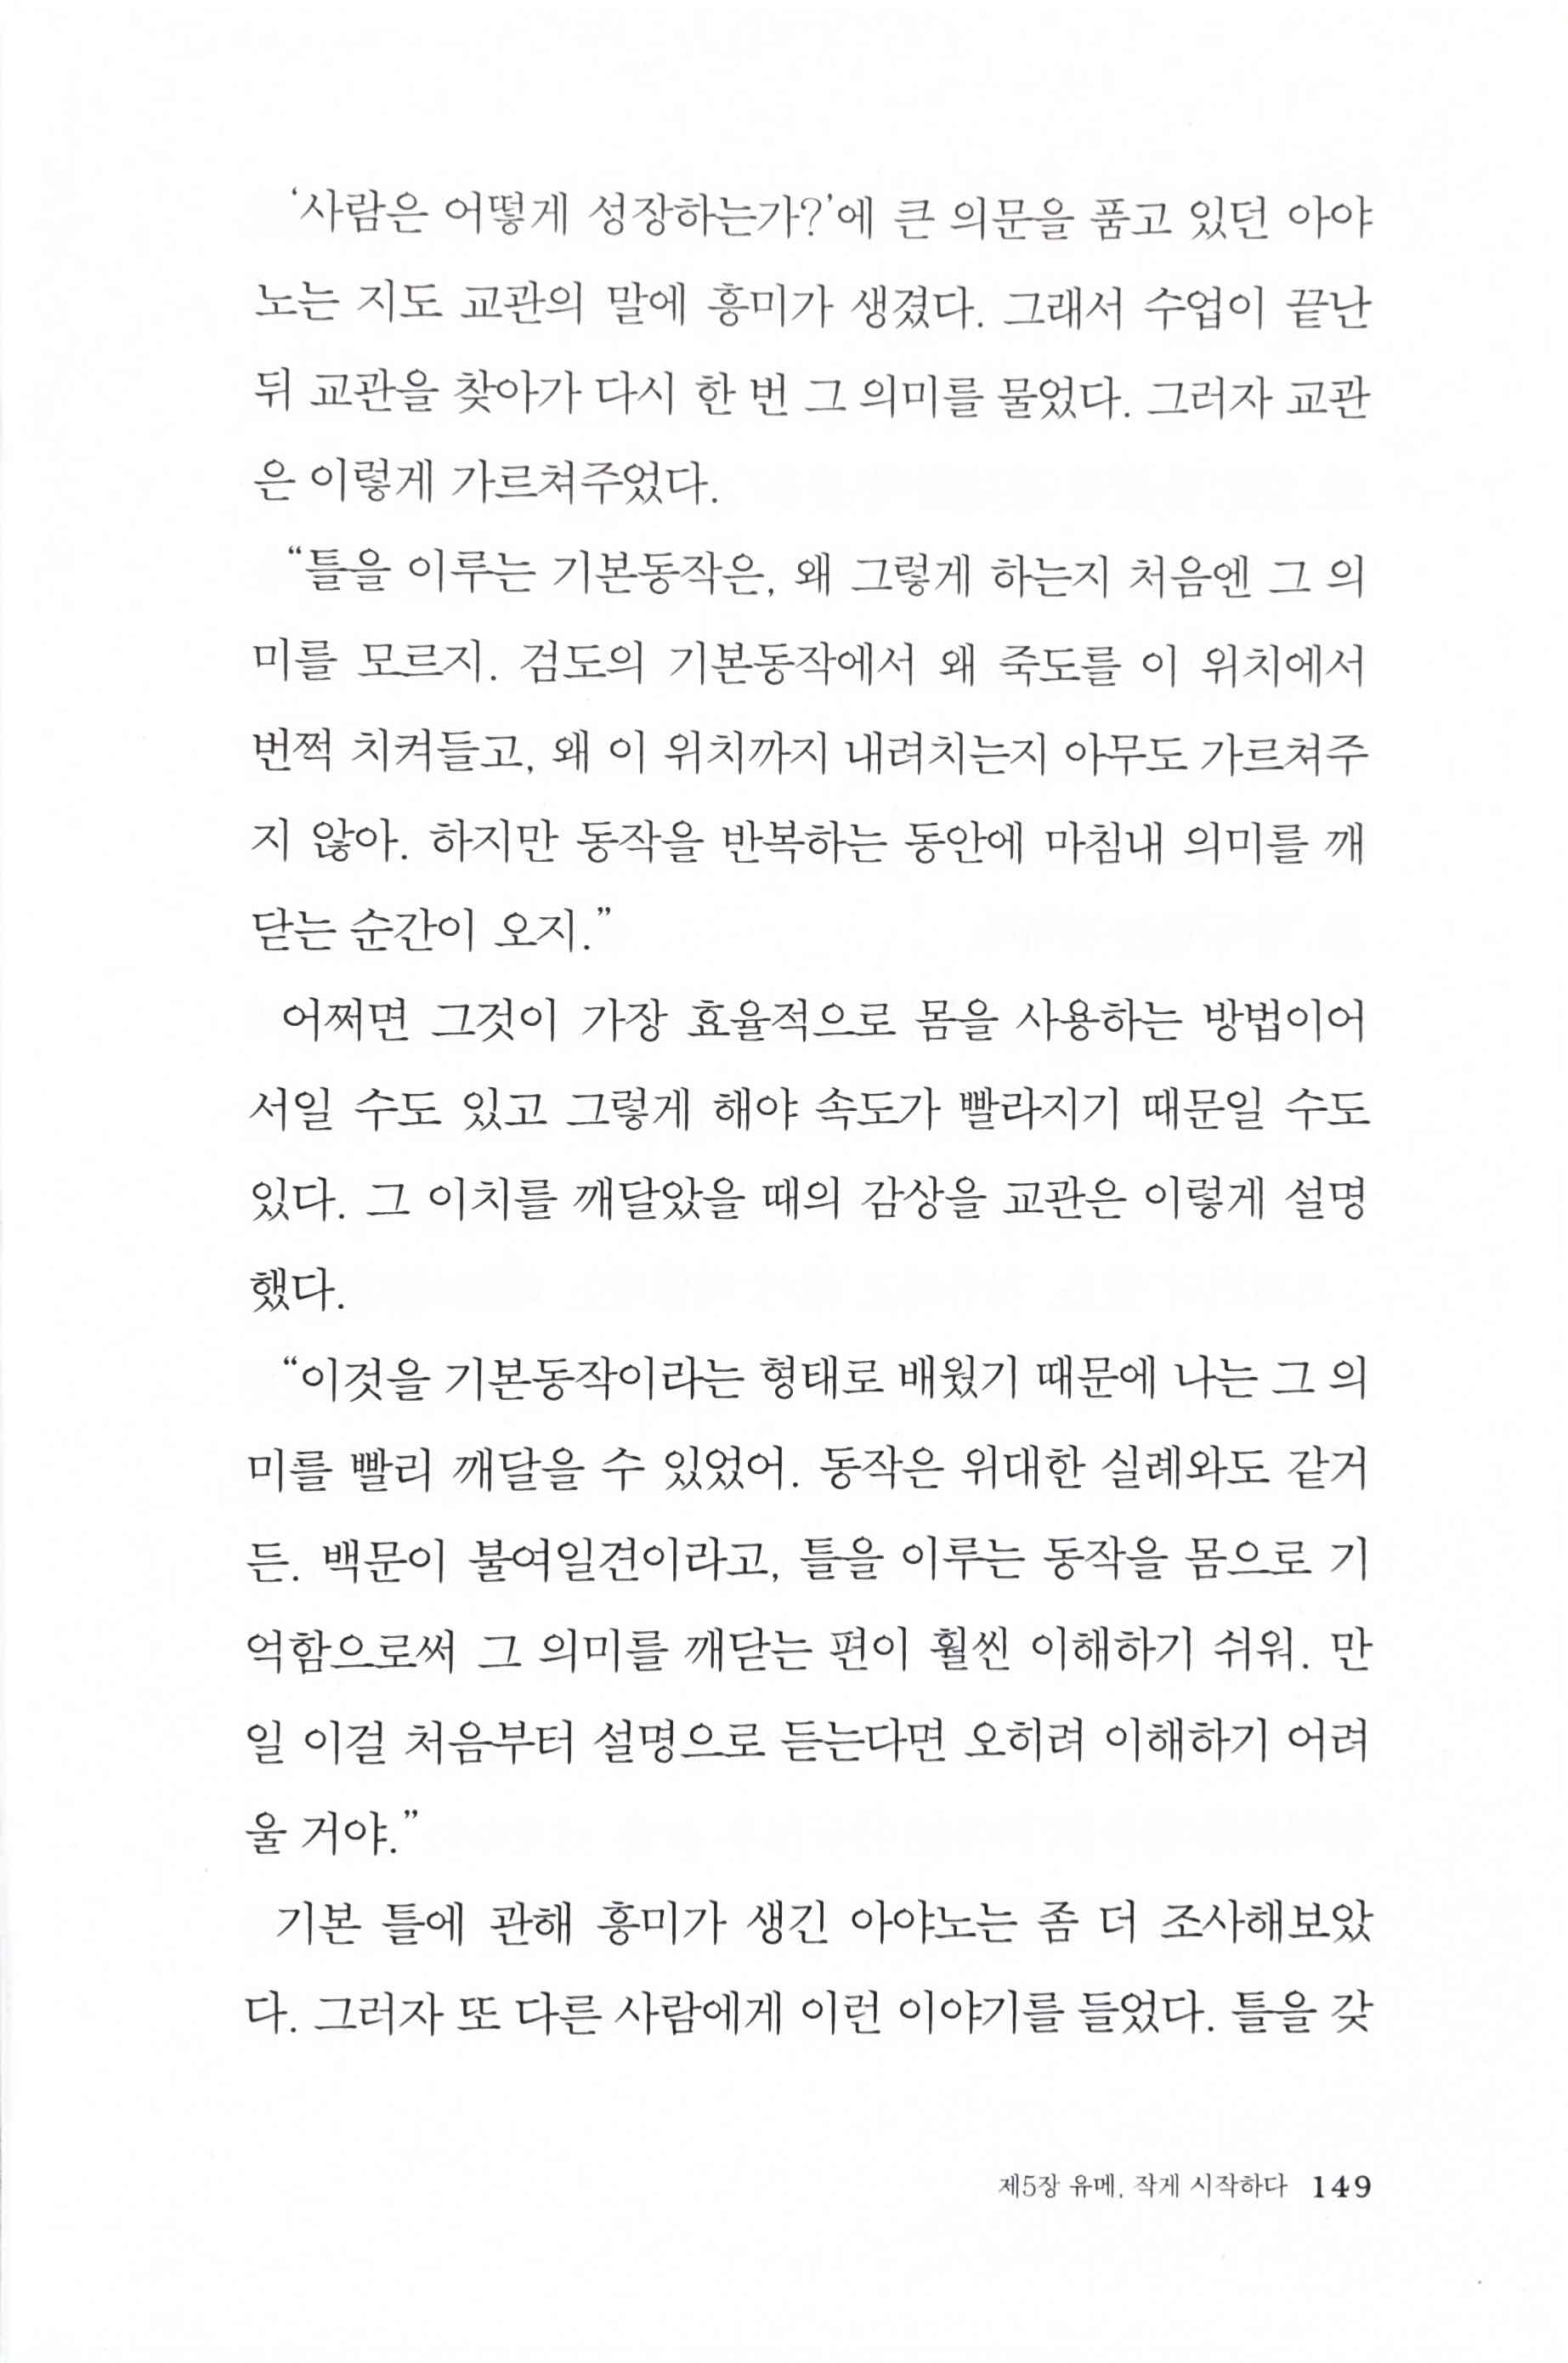 ‘사람은 어떻게 성장하는가?’에 큰 의문을 품고 있던 아야
노는 지도 교관의 말에 흥미가 생겼다. 그래서 수업이 끝난
뒤 교관을 찾아가 다시 한 번 그 의미를 물었다. 그러자 교관
은 이렇게 가르쳐주었다.
“틀을 이루는 기본동작은, 왜 그렇게 하는지 처음엔 그 의
미를 모르지. 검도의 기본동작에서 왜 죽도를 이 위치에서
번쩍 치켜들고, 왜 이 위치까지 내려치는지 아무도 가르쳐주
지 않아. 하지만 동작을 반복하는 동안에 마침내 의미를 깨
닫는 순간이 오지.”
어쩌면 그것이 가장 효율적으로 몸을 사용하는 방법이어
서일 수도 있고 그렇게 해야 속도가 빨라지기 때문일 수도
있다. 그 이치를 깨달았을 때의 감상을 교관은 이렇게 설명
했다.
“이것을 기본동작이라는 형태로 배웠기 때문에 나는 그 의
미를 빨리 깨달을 수 있었어. 동작은 위대한 실례와도 같거
든. 백문이 불여일견이라고, 틀을 이루는 동작을 몸으로 기
억함으로써 그 의미를 깨닫는 편이 훨씬 이해하기 쉬워. 만
일 이걸 처음부터 설명으로 듣는다면 오히려 이해하기 어려
울 거야.”
기본 틀에 관해 흥미가 생긴 아야노는 좀 더 조사해보았
다. 그러자 또 다른 사람에게 이런 이야기를 들었다. 틀을 갖
제5장 유메, 작게 시작하다 149